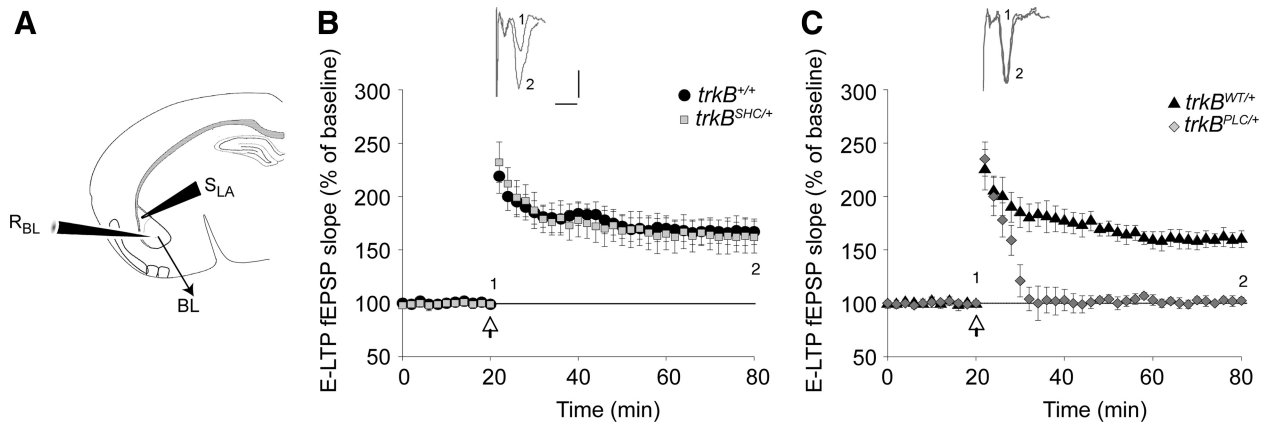 A
S_LA
R_BL
BL
B
1
2
trkB^+/+
trkB^SHC/+
E-LTP fEPSP slope (% of baseline)
300
250
200
150
100
50
1
2
0
20
40
60
80
Time (min)
C
1
2
trkB^WT/+
trkB^PLC/+
E-LTP fEPSP slope (% of baseline)
300
250
200
150
100
50
1
2
0
20
40
60
80
Time (min)